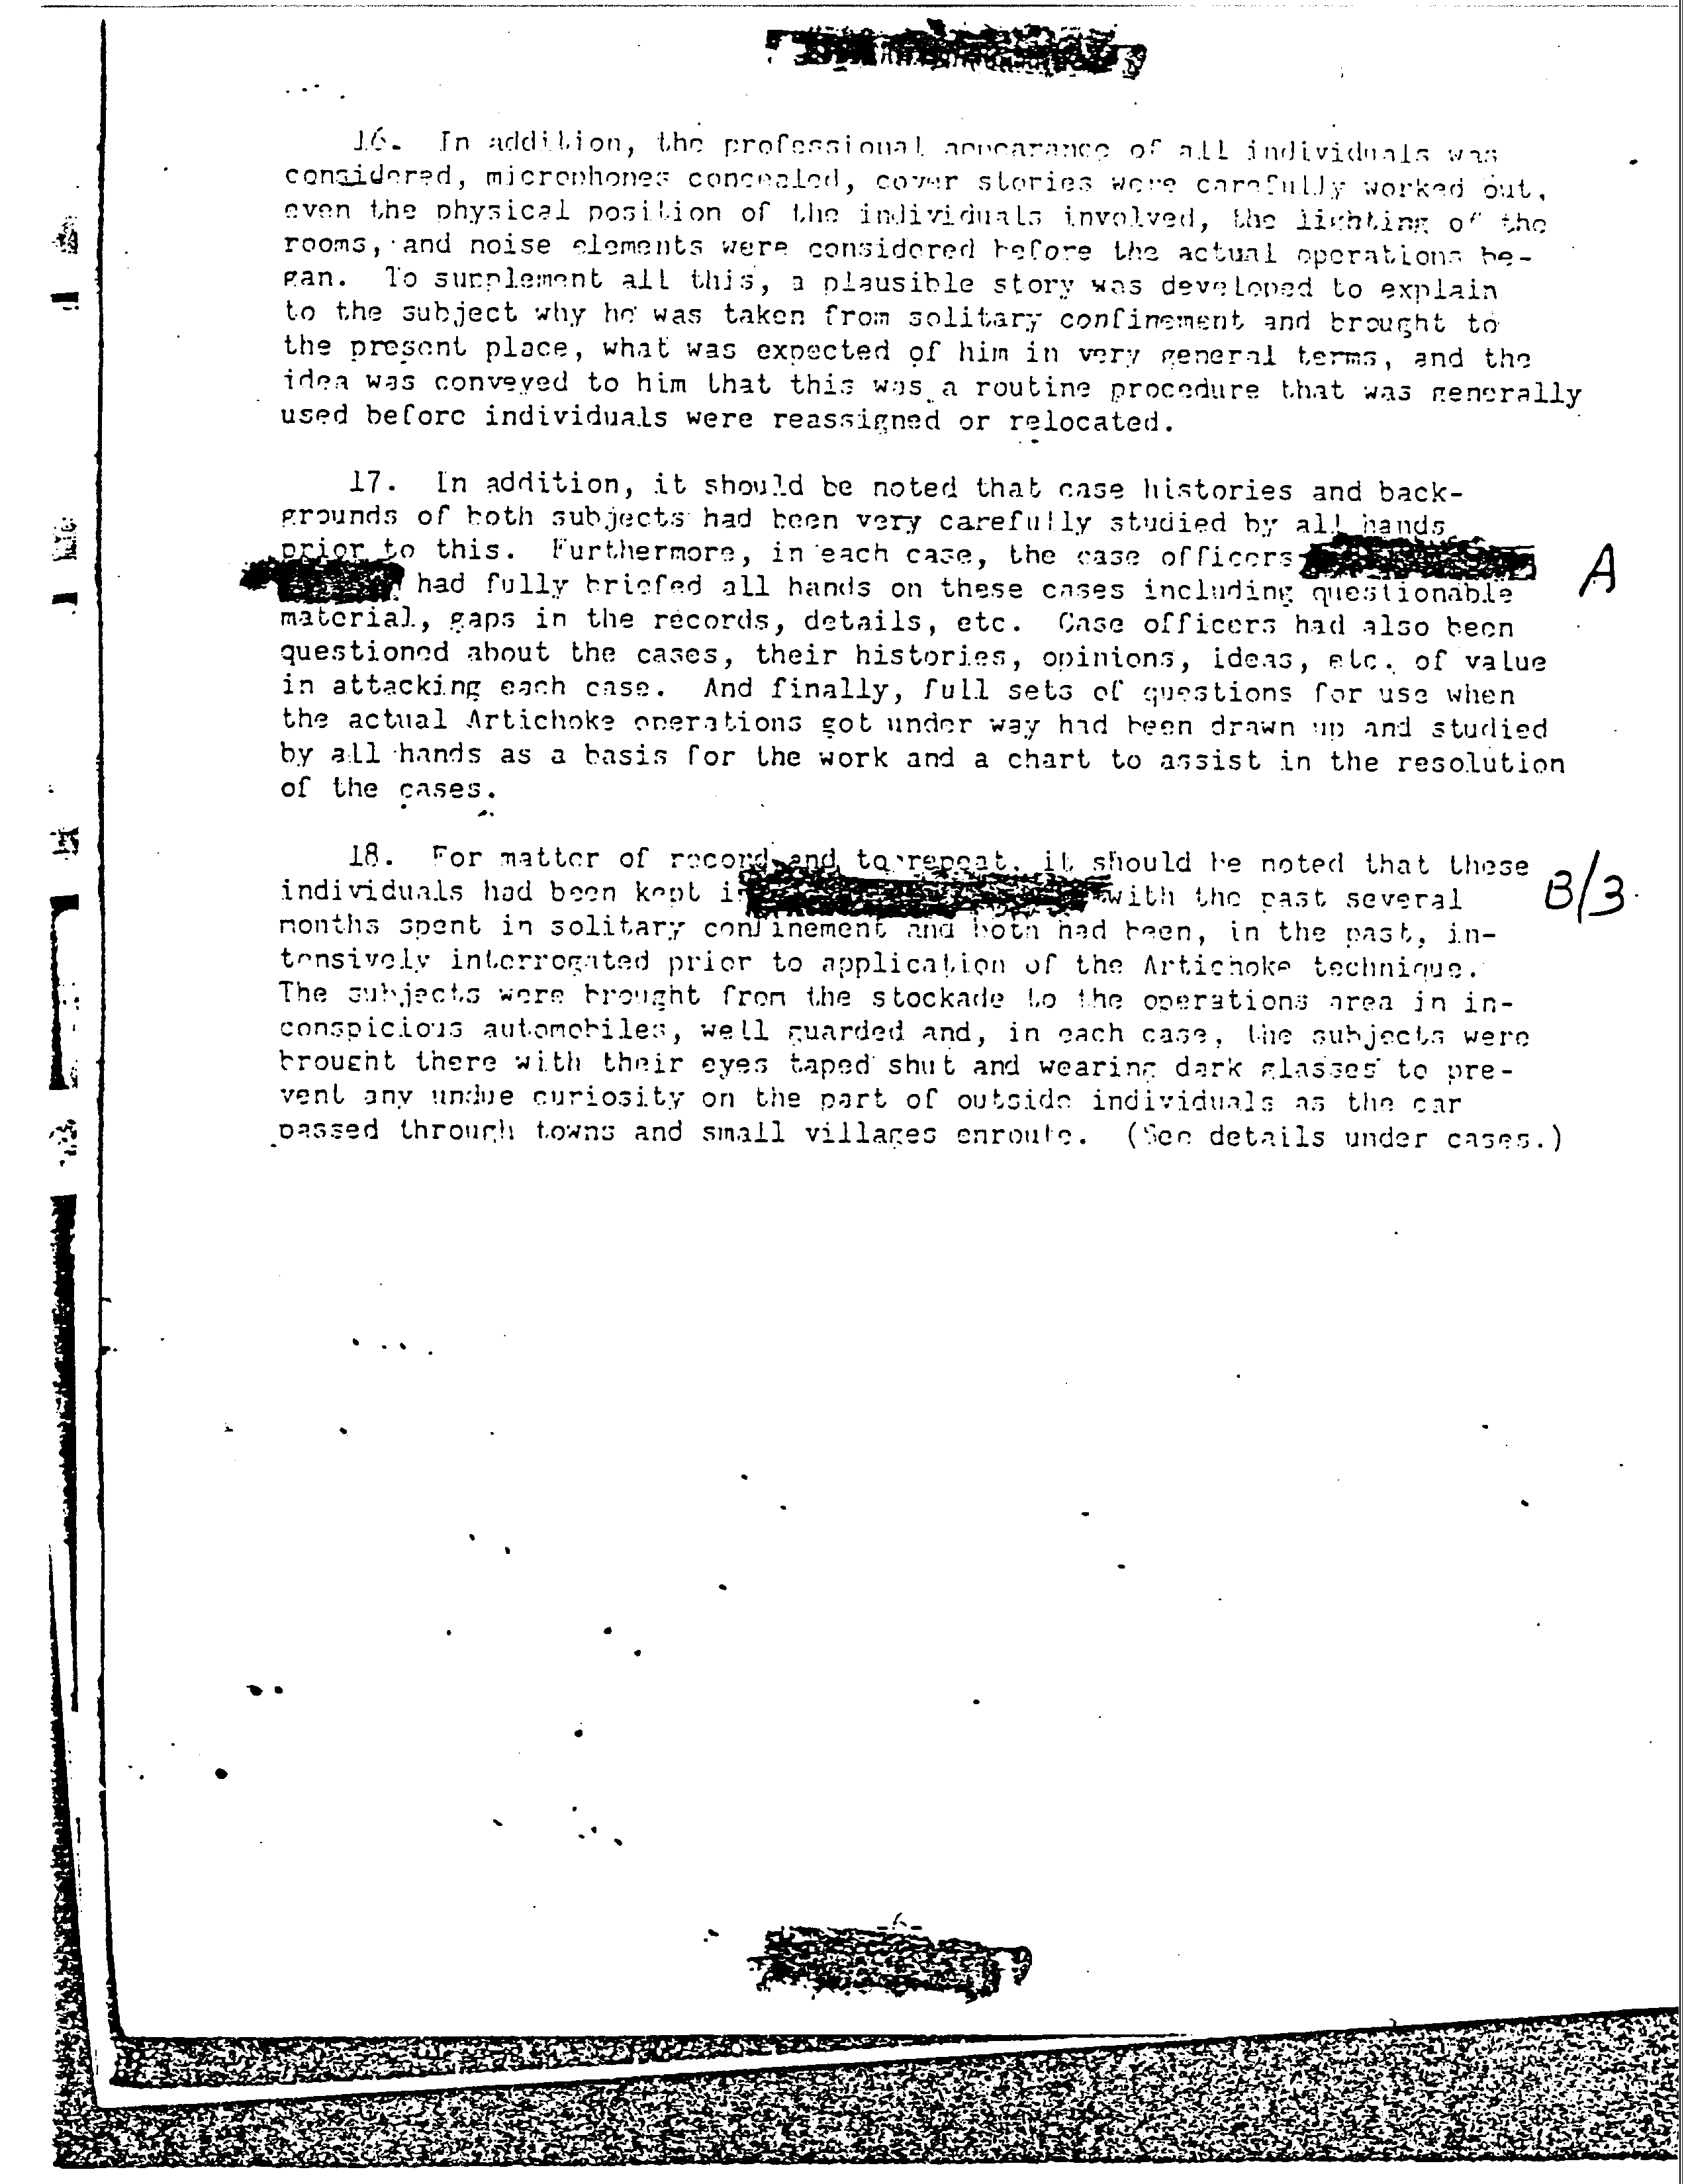 16. In addition, the professional appearance of all individuals was
considered, microphones concealed, cover stories were carefully worked out,
even the physical position of the individuals involved, the lighting of the
rooms, and noise elements were considered before the actual operations be-
gan. To supplement all this, a plausible story was developed to explain
to the subject why he was taken from solitary confinement and brought to
the present place, what was expected of him in very general terms, and the
idea was conveyed to him that this was a routine procedure that was generally
used before individuals were reassigned or relocated.
17. In addition, it should be noted that case histories and back-
grounds of both subjects had been very carefully studied by all hands
prior to this. Furthermore, in each case, the case officers
A
had fully briefed all hands on these cases including questionable
material, gaps in the records, details, etc. Case officers had also been
questioned about the cases, their histories, opinions, ideas, etc. of value
in attacking each case. And finally, full sets of questions for use when
the actual Artichoke operations got under way had been drawn up and studied
by all hands as a basis for the work and a chart to assist in the resolution
of the cases.
18. For matter of record and to repeat, it should be noted that these
individuals had been kept i with the past several
B/3
months spent in solitary confinement and both had been, in the past, in-
tensively interrogated prior to application of the Artichoke technique.
The subjects were brought from the stockade to the operations area in in-
conspicious automobiles, well guarded and, in each case, the subjects were
brought there with their eyes taped shut and wearing dark glasses to pre-
vent any undue curiosity on the part of outside individuals as the car
passed through towns and small villages enroute. (See details under cases.)
-6-